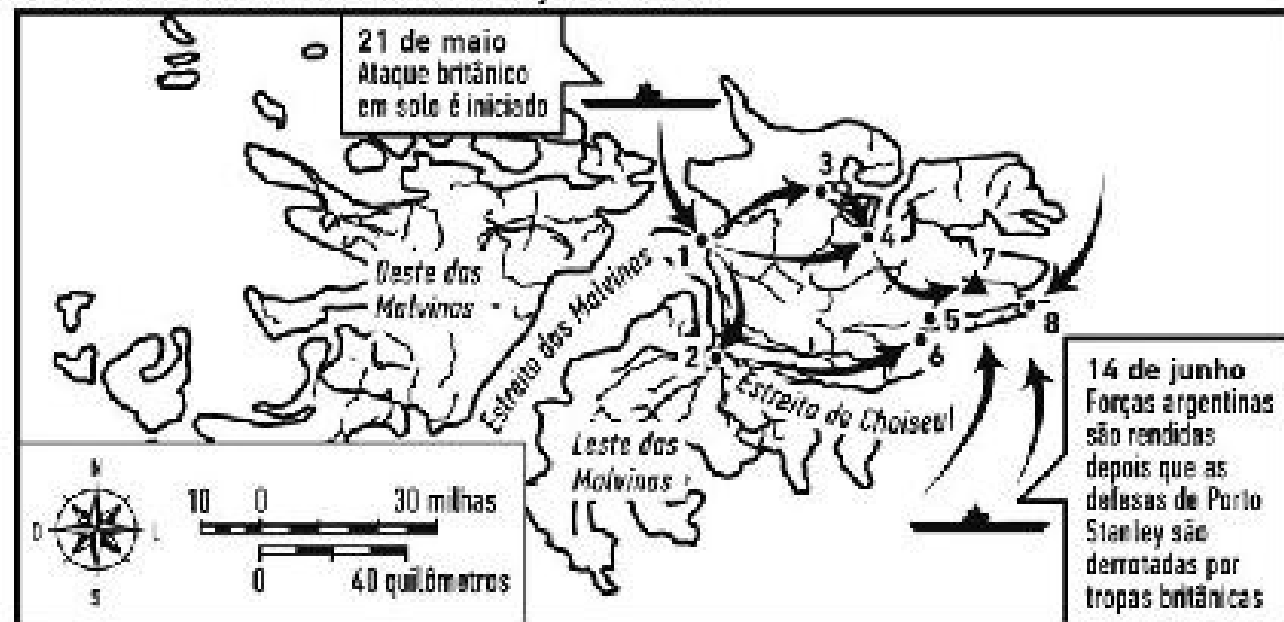 21 de maio
Ataque britânico
em solo é iniciado
3
4
1
7
Oeste das
Malvinas
Estreito das Malvinas
5
8
6
2
Estreito de Choiseul
Leste das
Malvinas
14 de junho
Forças argentinas
são rendidas
depois que as
defesas de Porto
Stanley são
derrotadas por
tropas britânicas
N
O
L
S
10 0 30 milhas
0 40 quilômetros